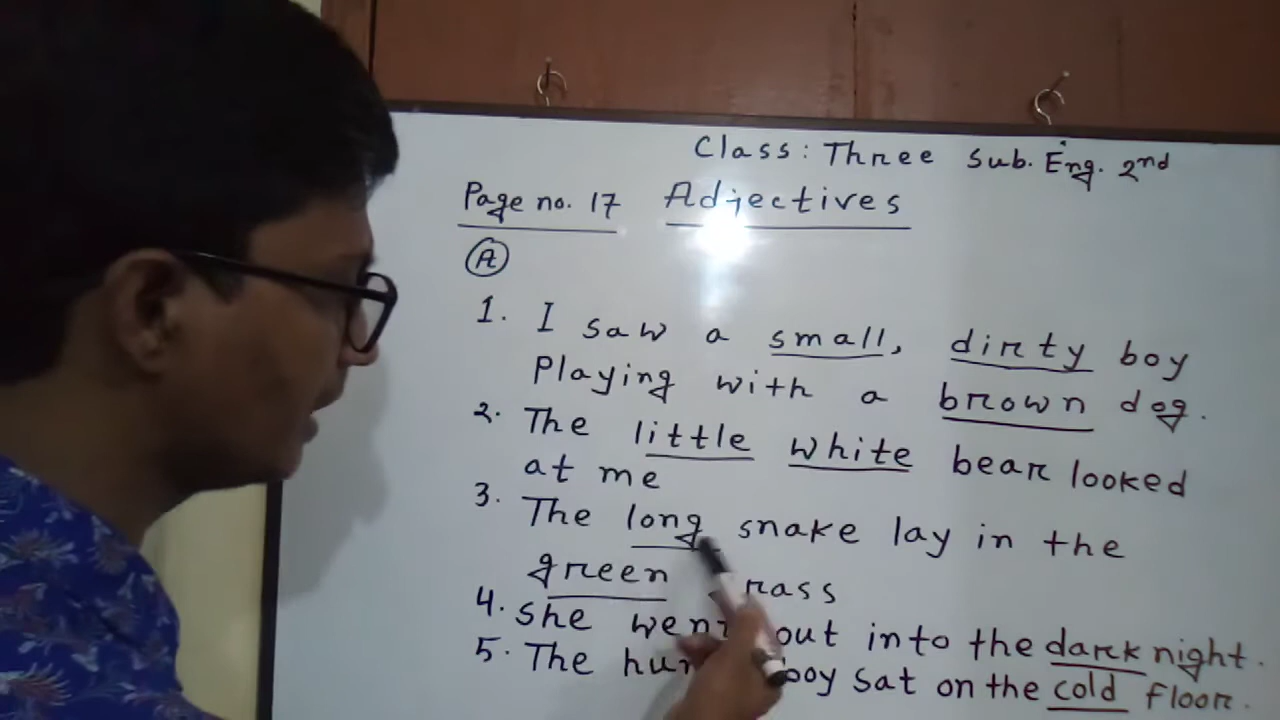 Class: Three Sub. Eng. 2nd
Page no. 17 Adjectives
A
1. I saw a small, dirty boy
Playing with a brown dog.
2. The little white bear looked
at me
3. The long snake lay in the
green
4. She went out into the dark night.
5. The boy sat on the cold floor.